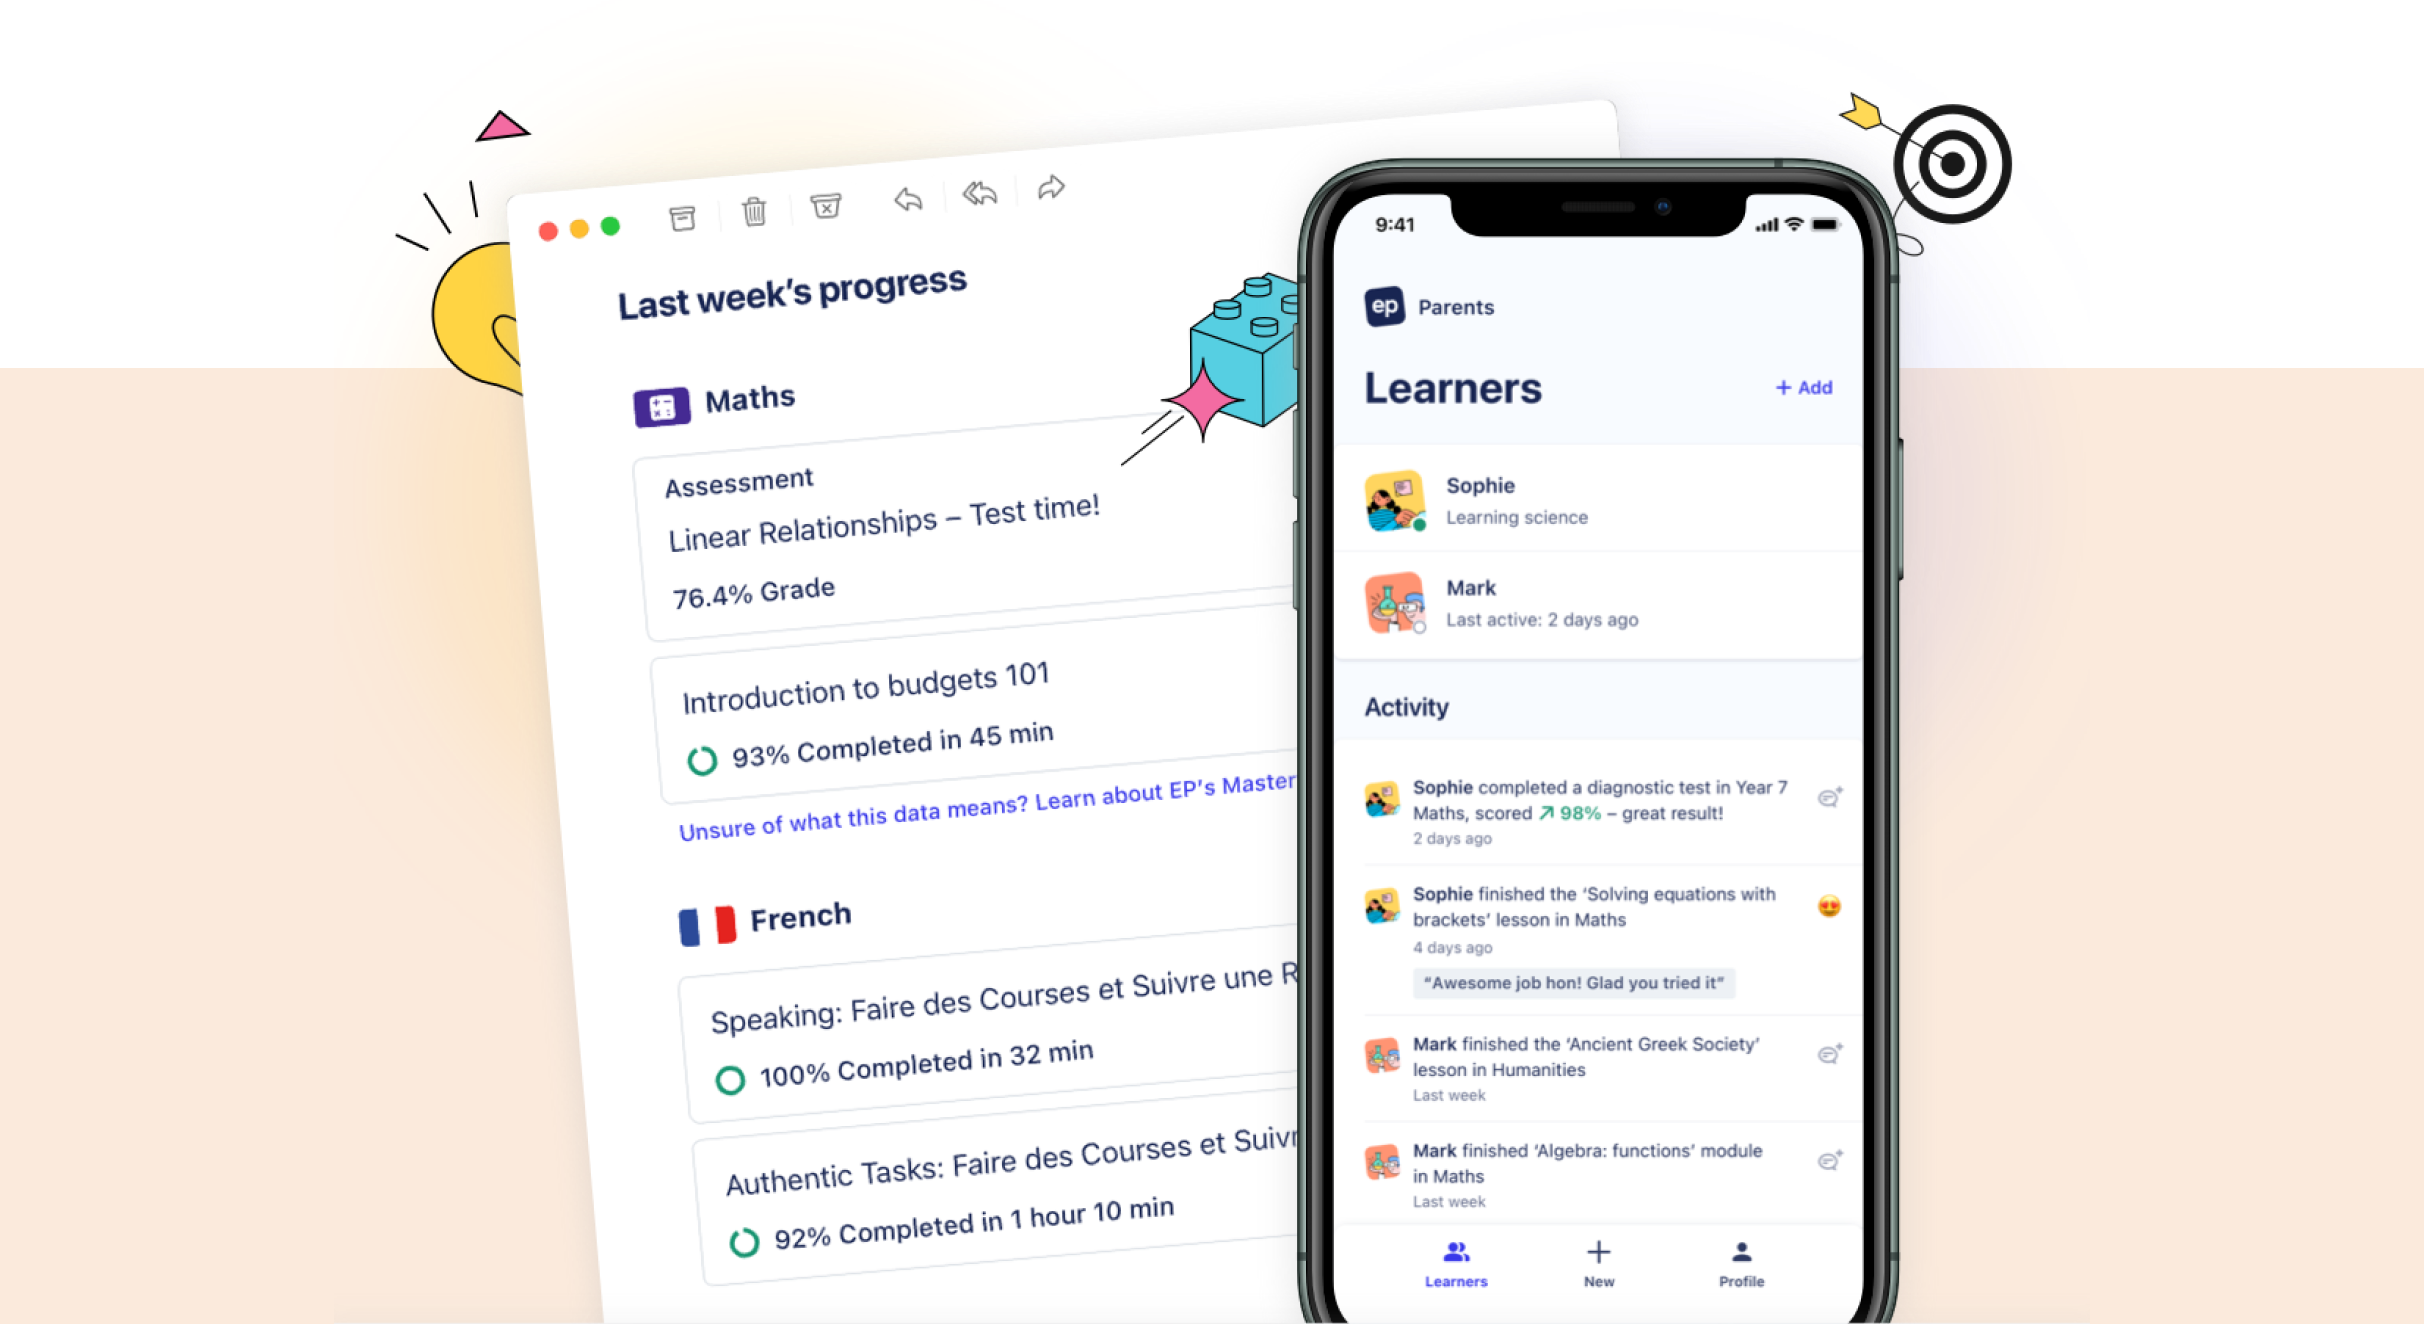 Last week's progress
Maths
Assessment
Linear Relationships – Test time!
76.4% Grade
Introduction to budgets 101
93% Completed in 45 min
Unsure of what this data means? Learn about EP's Master
French
Speaking: Faire des Courses et Suivre une R
100% Completed in 32 min
Authentic Tasks: Faire des Courses et Suivr
92% Completed in 1 hour 10 min
9:41
ep Parents
Learners
+ Add
Sophie
Learning science
Mark
Last active: 2 days ago
Activity
Sophie completed a diagnostic test in Year 7
Maths, scored ↗ 98% – great result!
2 days ago
Sophie finished the ‘Solving equations with
brackets’ lesson in Maths
4 days ago
“Awesome job hon! Glad you tried it”
Mark finished the ‘Ancient Greek Society’
lesson in Humanities
Last week
Mark finished ‘Algebra: functions’ module
in Maths
Last week
Learners
New
Profile